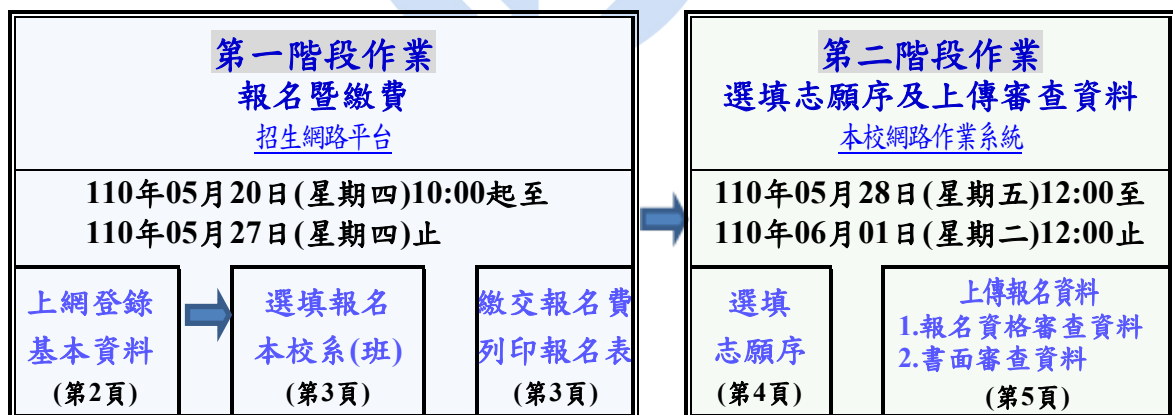 第一階段作業
報名暨繳費
招生網路平台
110年05月20日(星期四)10:00起至
110年05月27日(星期四)止
上網登錄
基本資料
(第2頁)
選填報名
本校系(班)
(第3頁)
繳交報名費
列印報名表
(第3頁)
第二階段作業
選填志願序及上傳審查資料
本校網路作業系統
110年05月28日(星期五)12:00至
110年06月01日(星期二)12:00止
選填
志願序
(第4頁)
上傳報名資料
1.報名資格審查資料
2.書面審查資料
(第5頁)